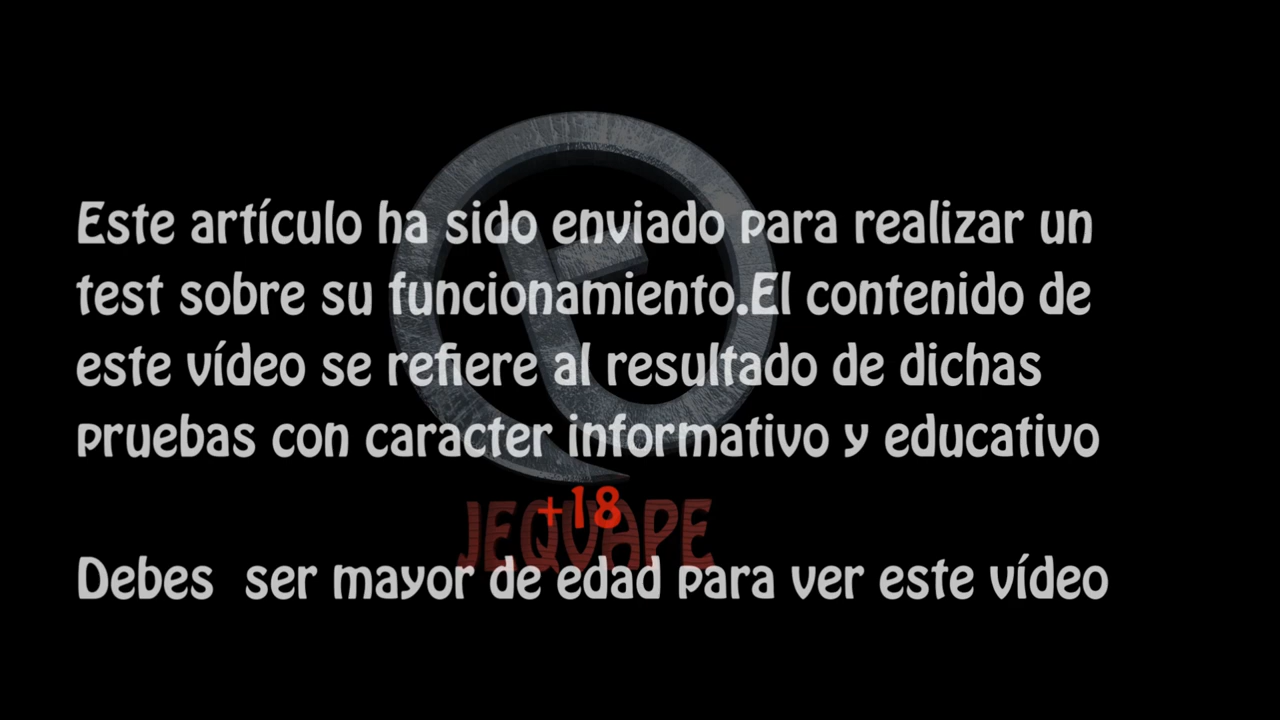 Este artículo ha sido enviado para realizar un
test sobre su funcionamiento.El contenido de
este vídeo se refiere al resultado de dichas
pruebas con caracter informativo y educativo
+18
JEQVAPE
Debes ser mayor de edad para ver este vídeo